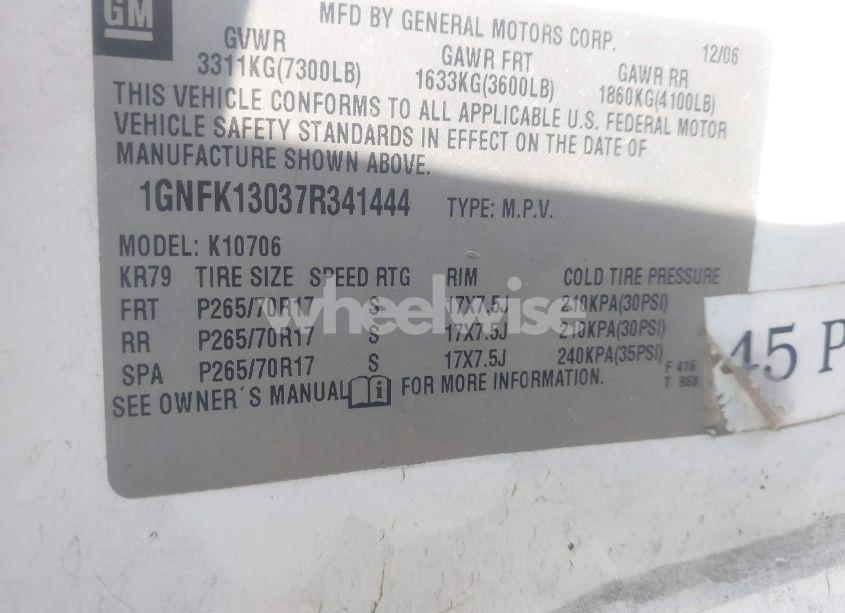 GM
MFD BY GENERAL MOTORS CORP.
12/06
GVWR GAWR FRT GAWR RR
3311KG(7300LB) 1633KG(3600LB) 1860KG(4100LB)
THIS VEHICLE CONFORMS TO ALL APPLICABLE U.S. FEDERAL MOTOR
VEHICLE SAFETY STANDARDS IN EFFECT ON THE DATE OF
MANUFACTURE SHOWN ABOVE.
1GNFK13037R341444 TYPE: M.P.V.
MODEL: K10706
KR79 TIRE SIZE SPEED RTG RIM COLD TIRE PRESSURE
FRT P265/70R17 S 17X7.5J 210KPA(30PSI)
RR P265/70R17 S 17X7.5J 210KPA(30PSI)
SPA P265/70R17 S 17X7.5J 240KPA(35PSI)
F 416
T 968
SEE OWNER'S MANUAL i FOR MORE INFORMATION.
45 P
wheelwise